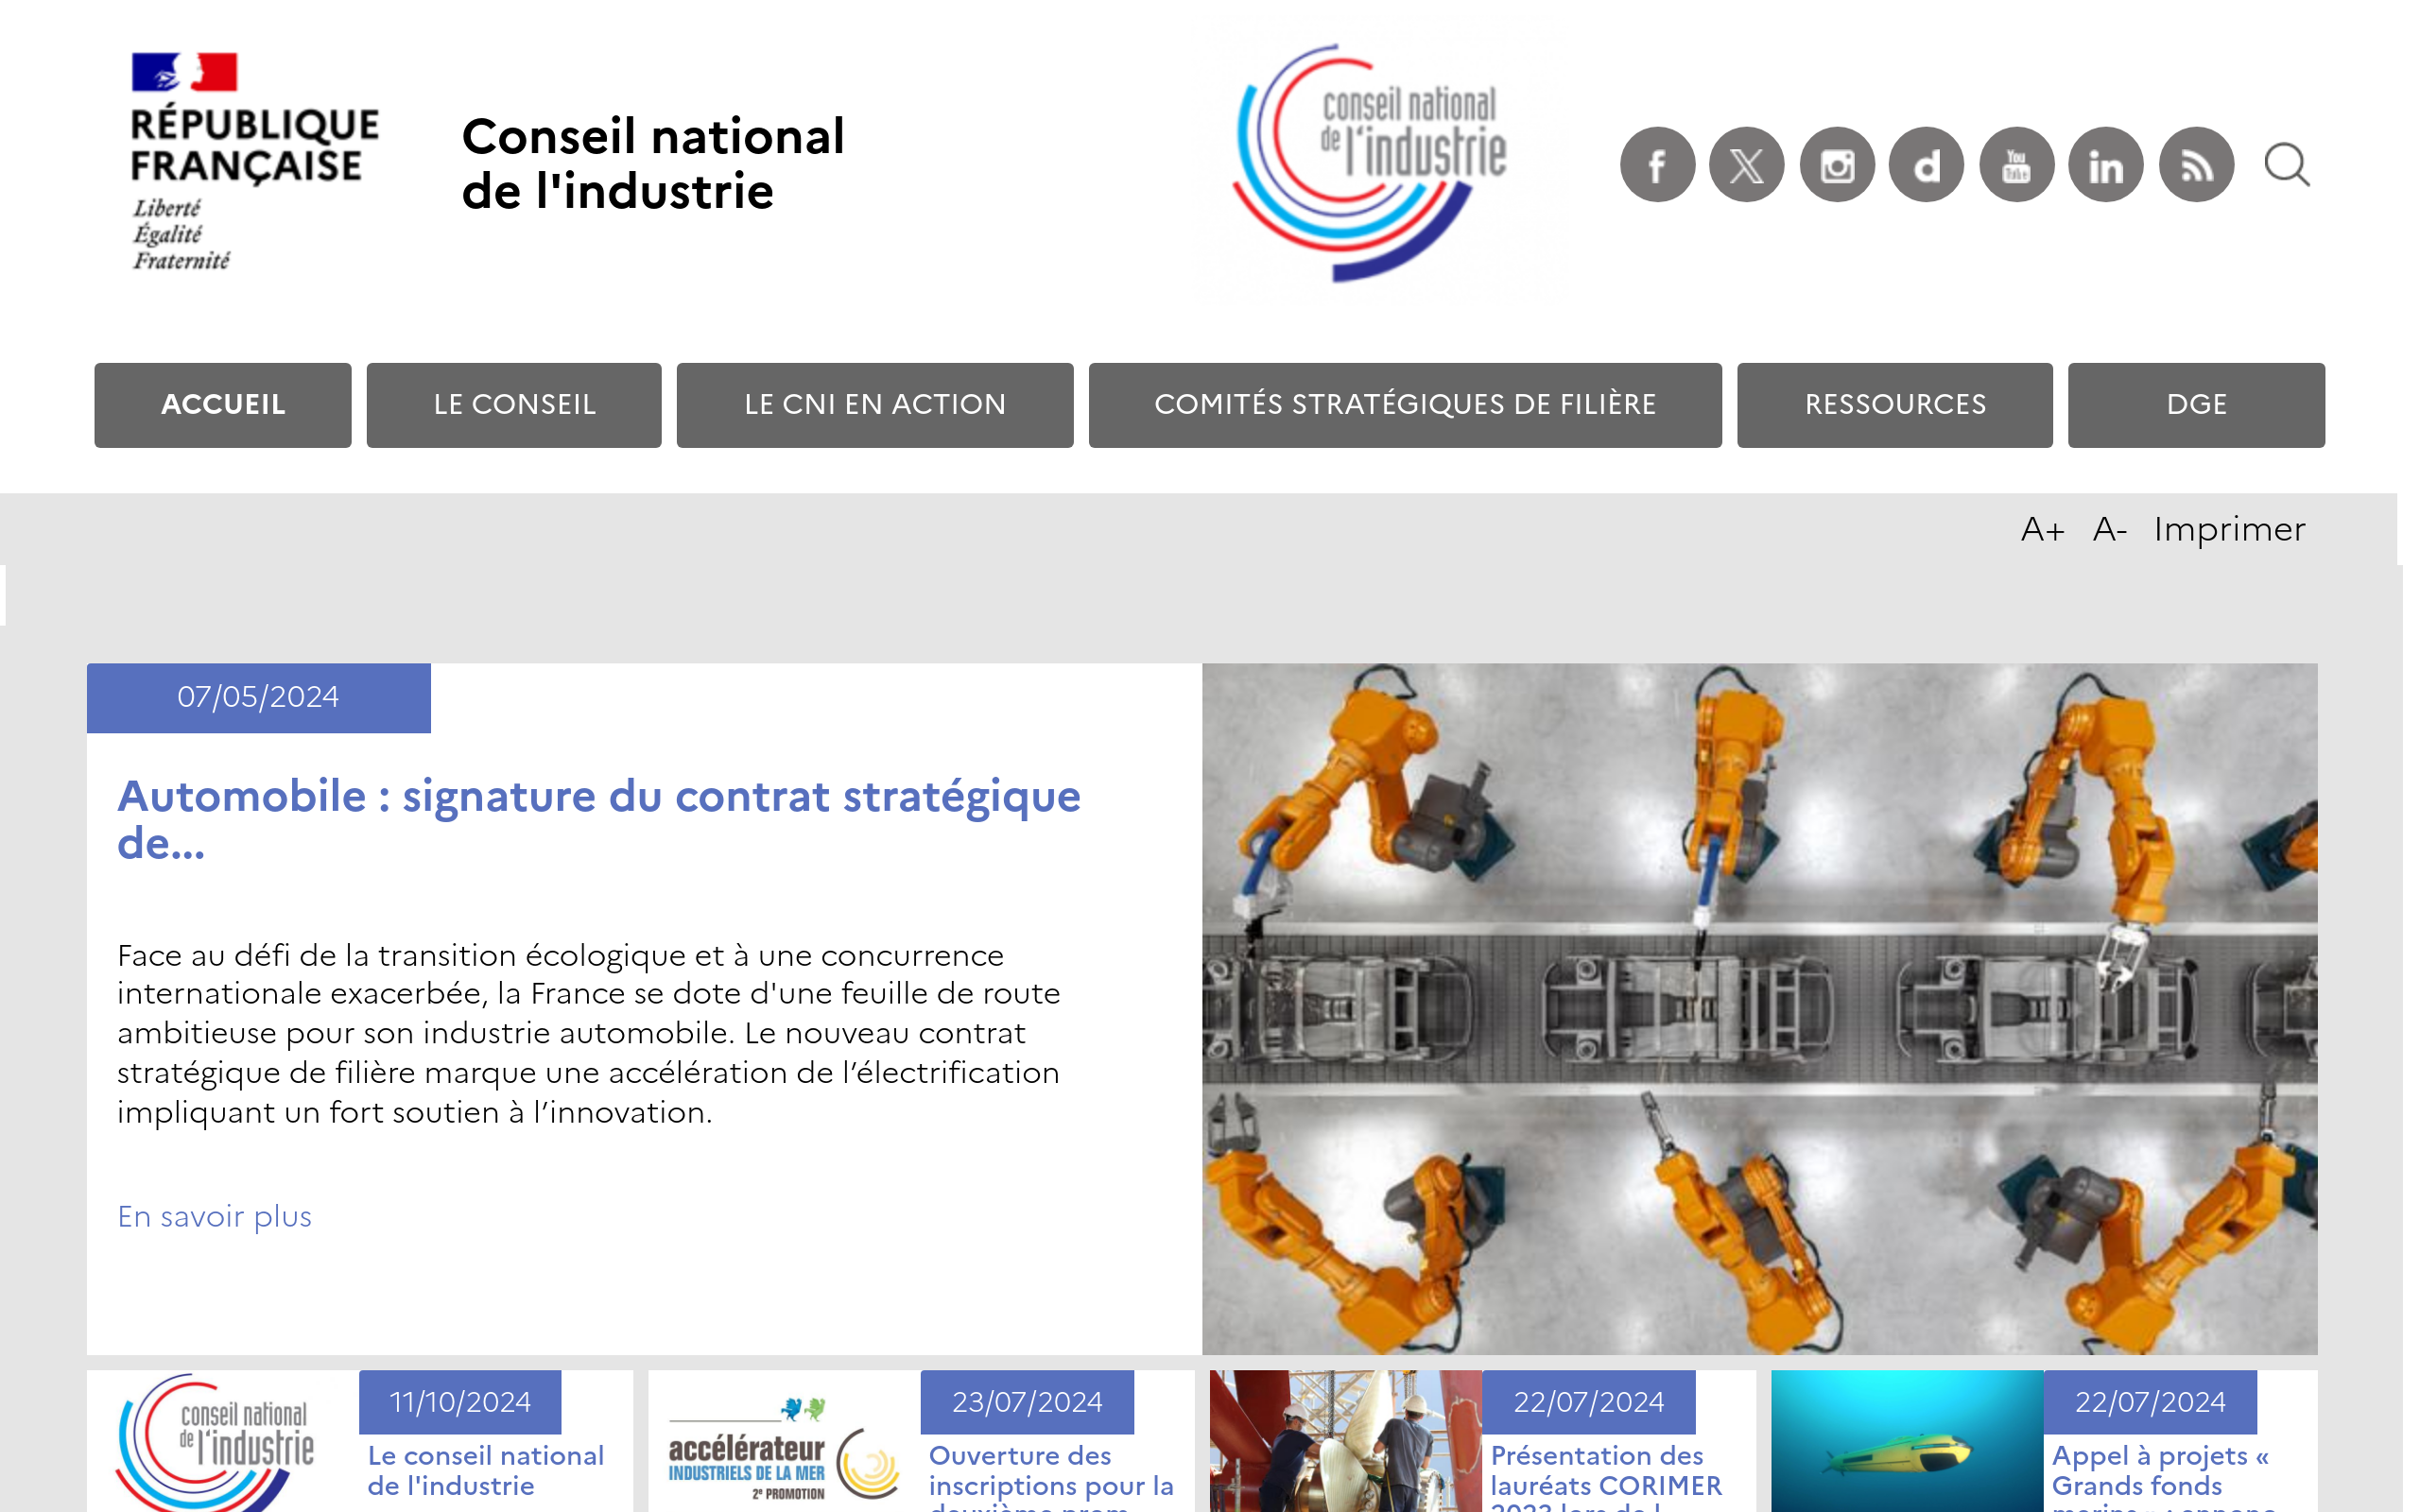 RÉPUBLIQUE
FRANÇAISE
Liberté
Égalité
Fraternité
Conseil national
de l'industrie
conseil national
de l'industrie
You
in
ACCUEIL
LE CONSEIL
LE CNI EN ACTION
COMITÉS STRATÉGIQUES DE FILIÈRE
RESSOURCES
DGE
A+ A- Imprimer
07/05/2024
Automobile : signature du contrat stratégique
de...
Face au défi de la transition écologique et à une concurrence
internationale exacerbée, la France se dote d'une feuille de route
ambitieuse pour son industrie automobile. Le nouveau contrat
stratégique de filière marque une accélération de l’électrification
impliquant un fort soutien à l’innovation.
En savoir plus
conseil national
de l'industrie
11/10/2024
Le conseil national
de l'industrie
accélérateur
INDUSTRIELS DE LA MER
2e PROMOTION
23/07/2024
Ouverture des
inscriptions pour la
22/07/2024
Présentation des
lauréats CORIMER
22/07/2024
Appel à projets «
Grands fonds